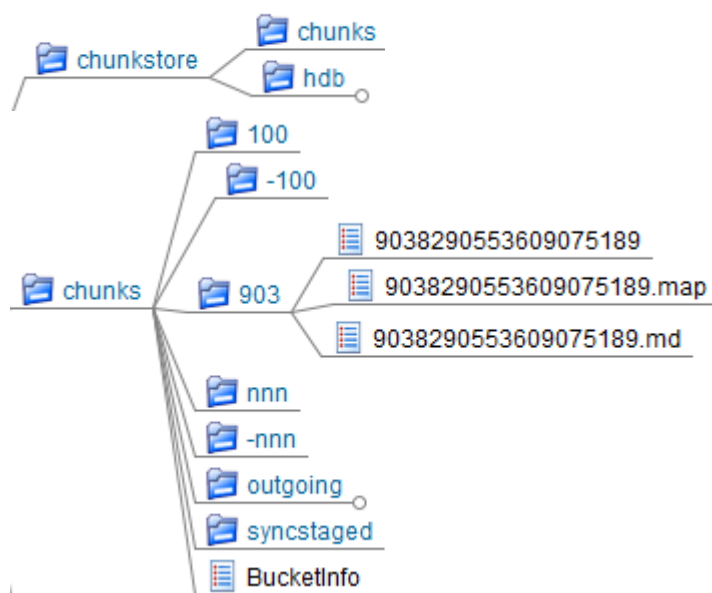 chunkstore
chunks
hdb
chunks
100
-100
903
9038290553609075189
9038290553609075189.map
9038290553609075189.md
nnn
-nnn
outgoing
syncstaged
BucketInfo